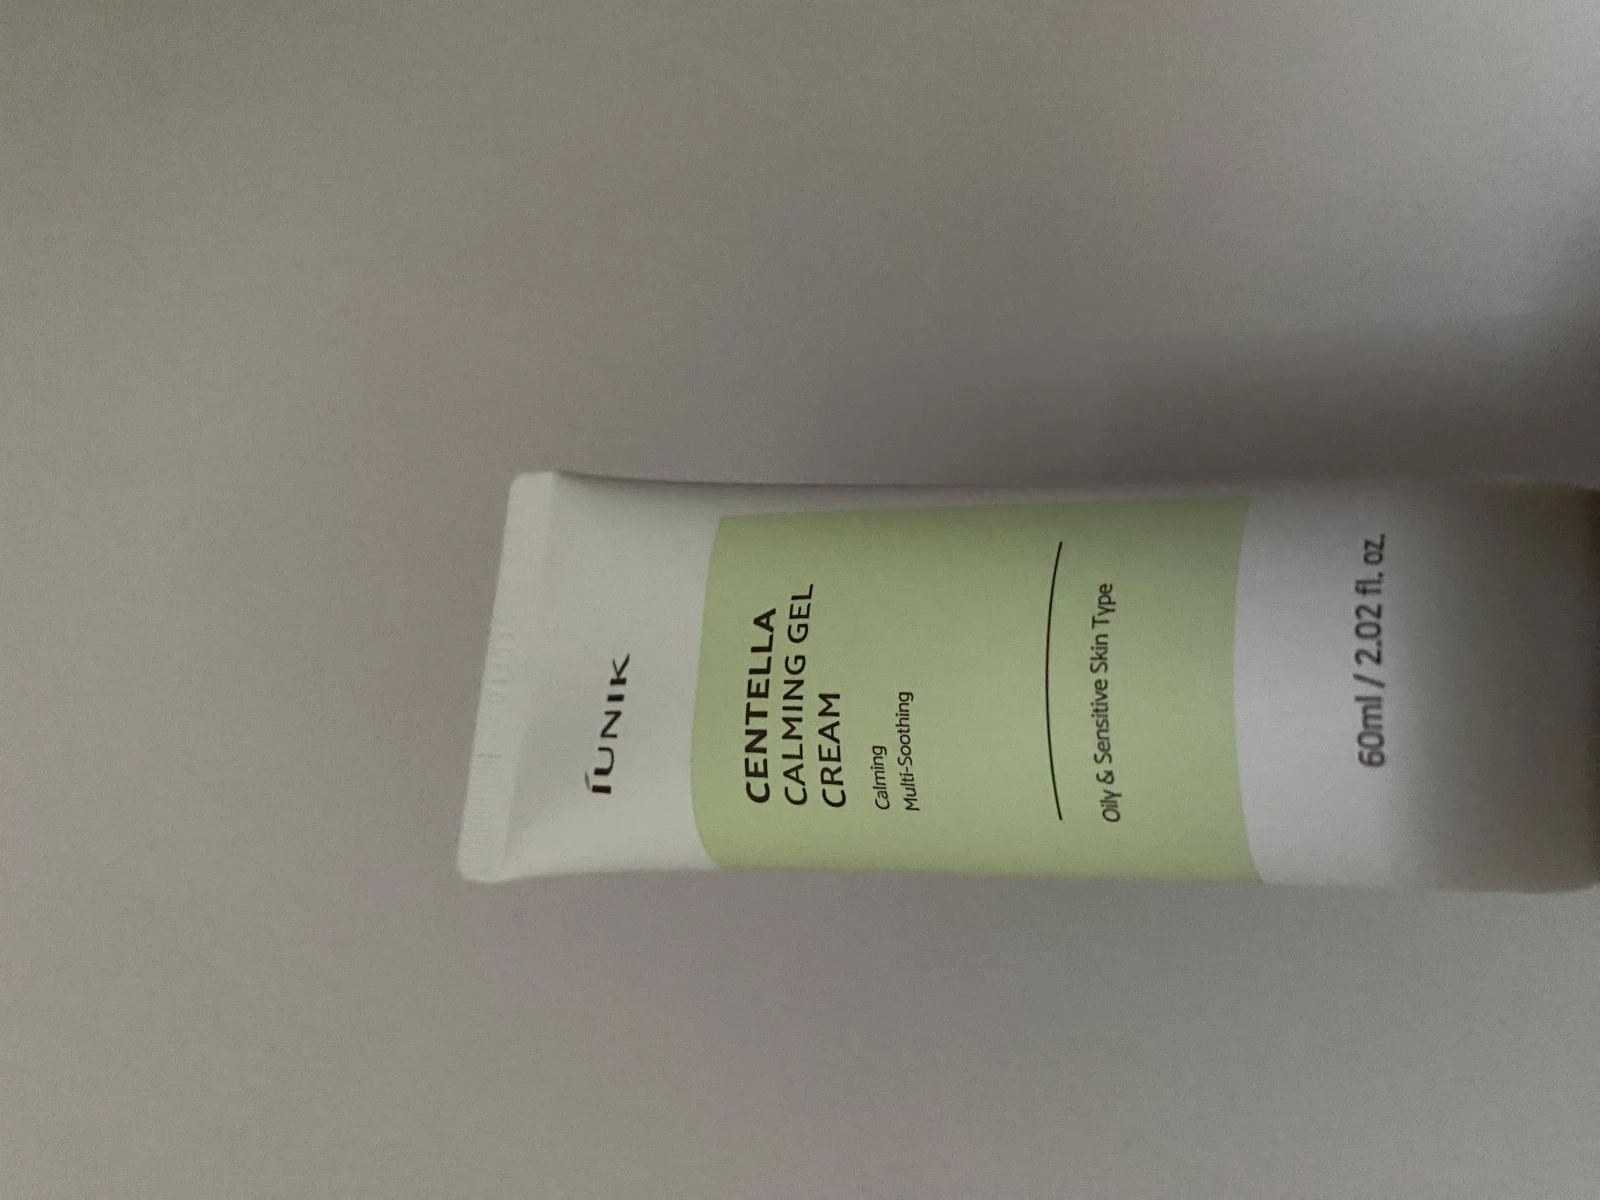 IUNIK
CENTELLA
CALMING GEL
CREAM
Calming
Multi-Soothing
Oily & Sensitive Skin Type
60ml / 2.02 fl. oz.